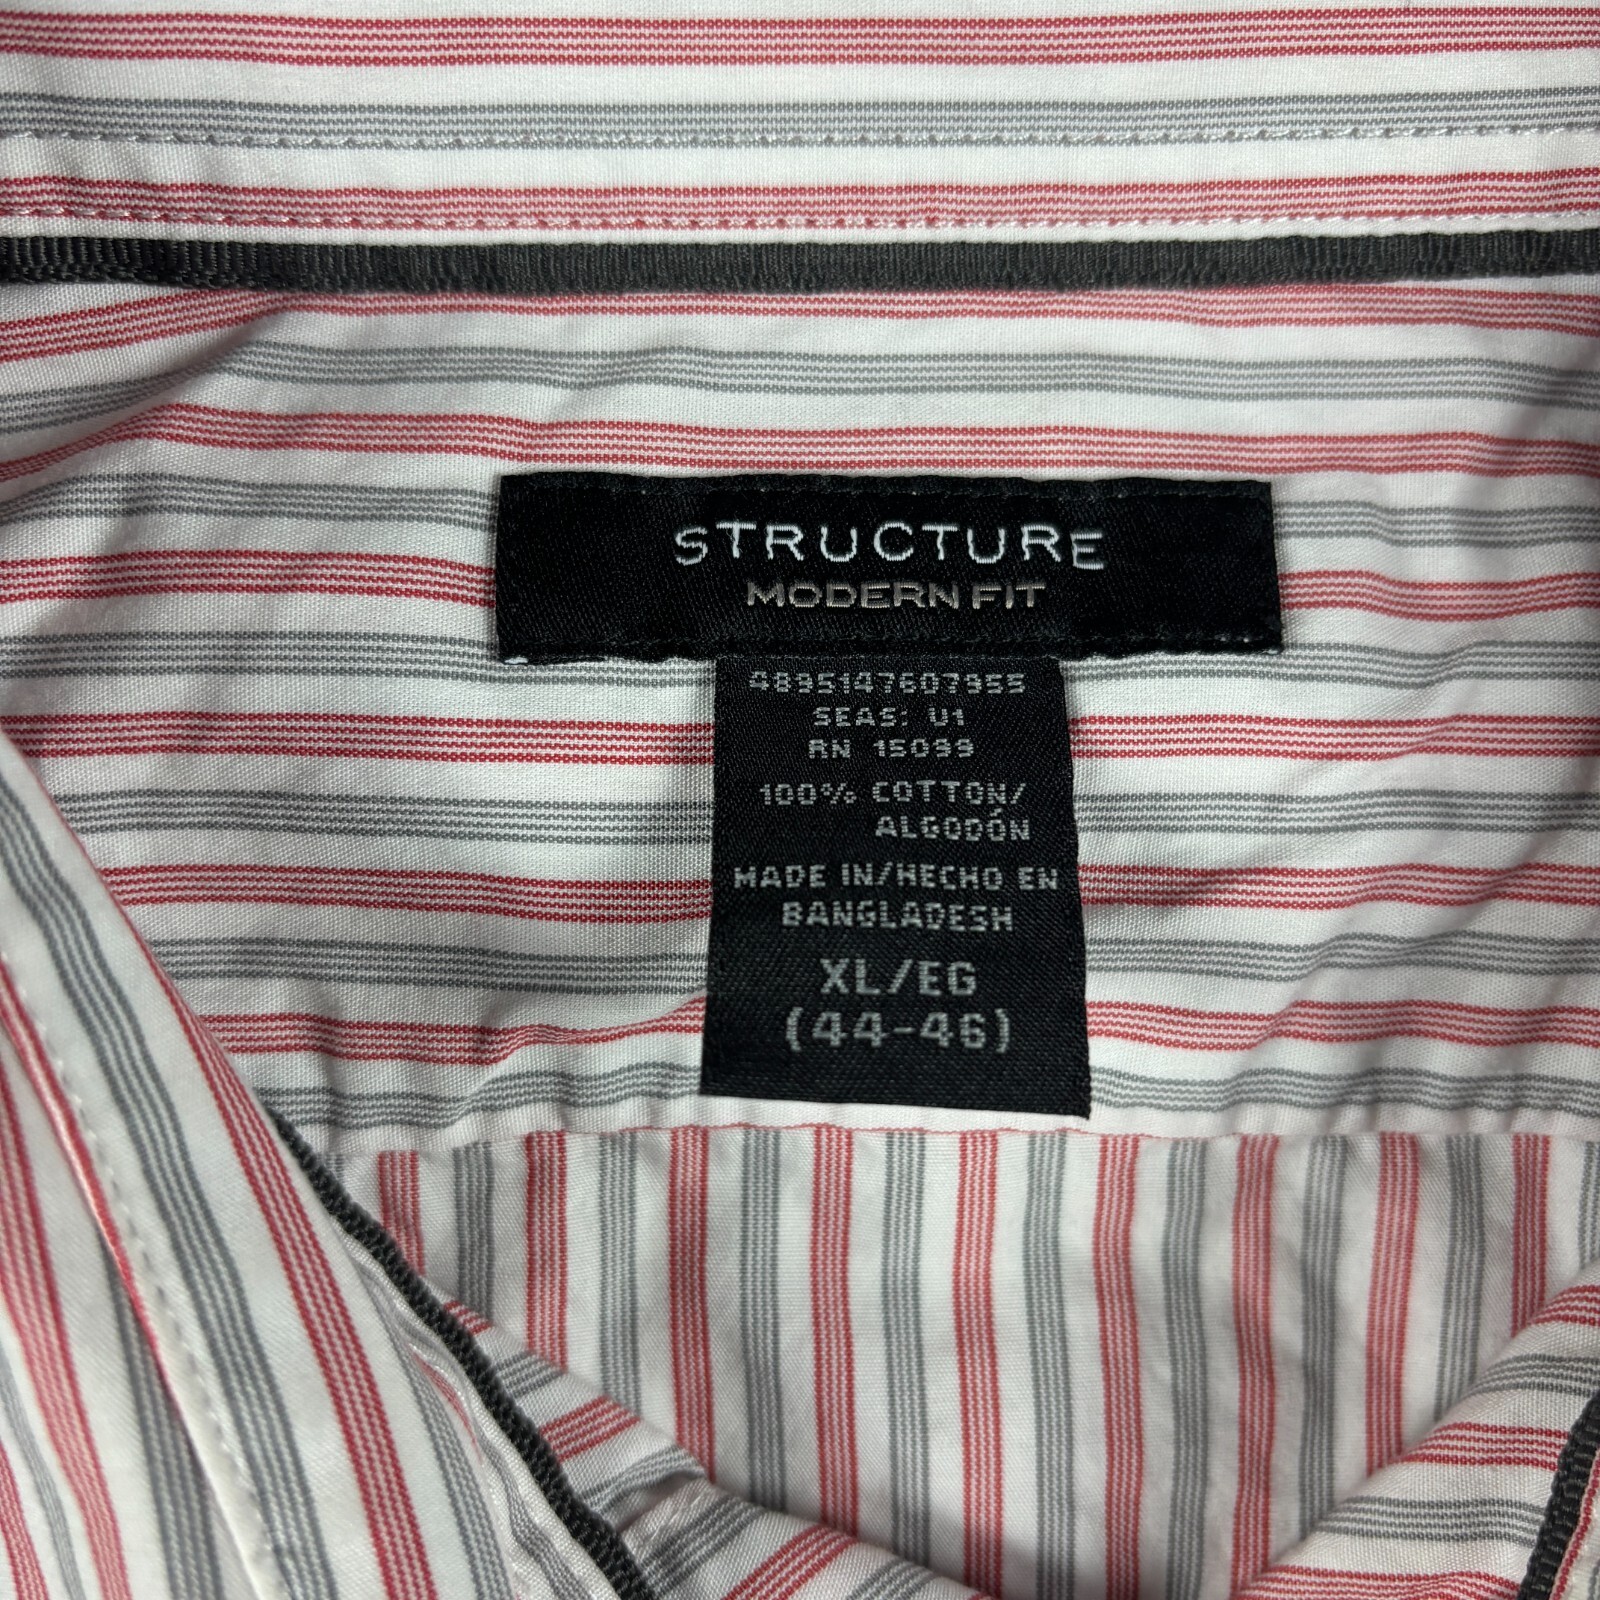 STRUCTURE
MODERN FIT
4895147607955
SEAS: U1
RN 15099
100% COTTON/
ALGODÓN
MADE IN/HECHO EN
BANGLADESH
XL/EG
(44-46)